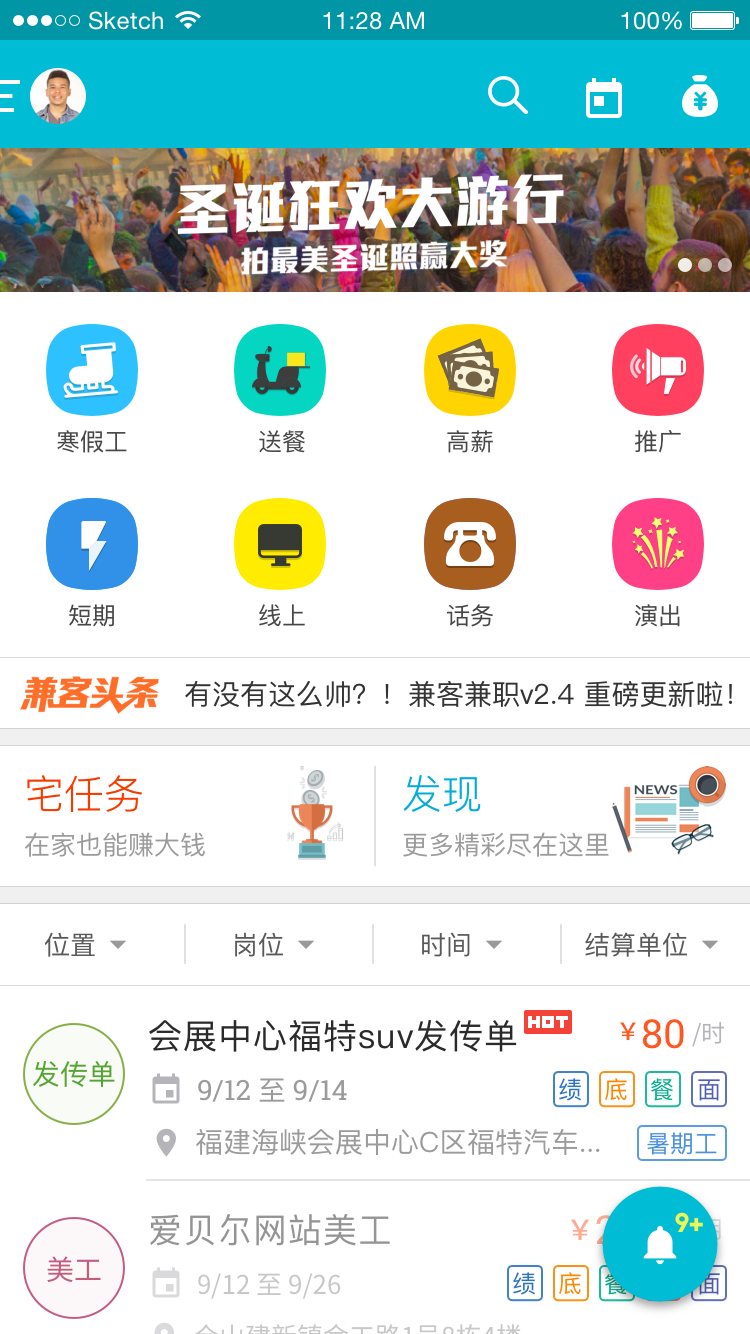 Sketch 11:28 AM 100%
圣诞狂欢大游行
拍最美圣诞照赢大奖
寒假工 送餐 高薪 推广
短期 线上 话务 演出
兼客头条 有没有这么帅？！兼客兼职v2.4 重磅更新啦！
宅任务 发现
NEWS
在家也能赚大钱 更多精彩尽在这里
位置 岗位 时间 结算单位
发传单 会展中心福特suv发传单 HOT ¥80 /时
9/12 至 9/14 绩 底 餐 面
福建海峡会展中心C区福特汽车... 暑期工
美工 爱贝尔网站美工 ¥
9+
9/12 至 9/26 绩 底 餐 面